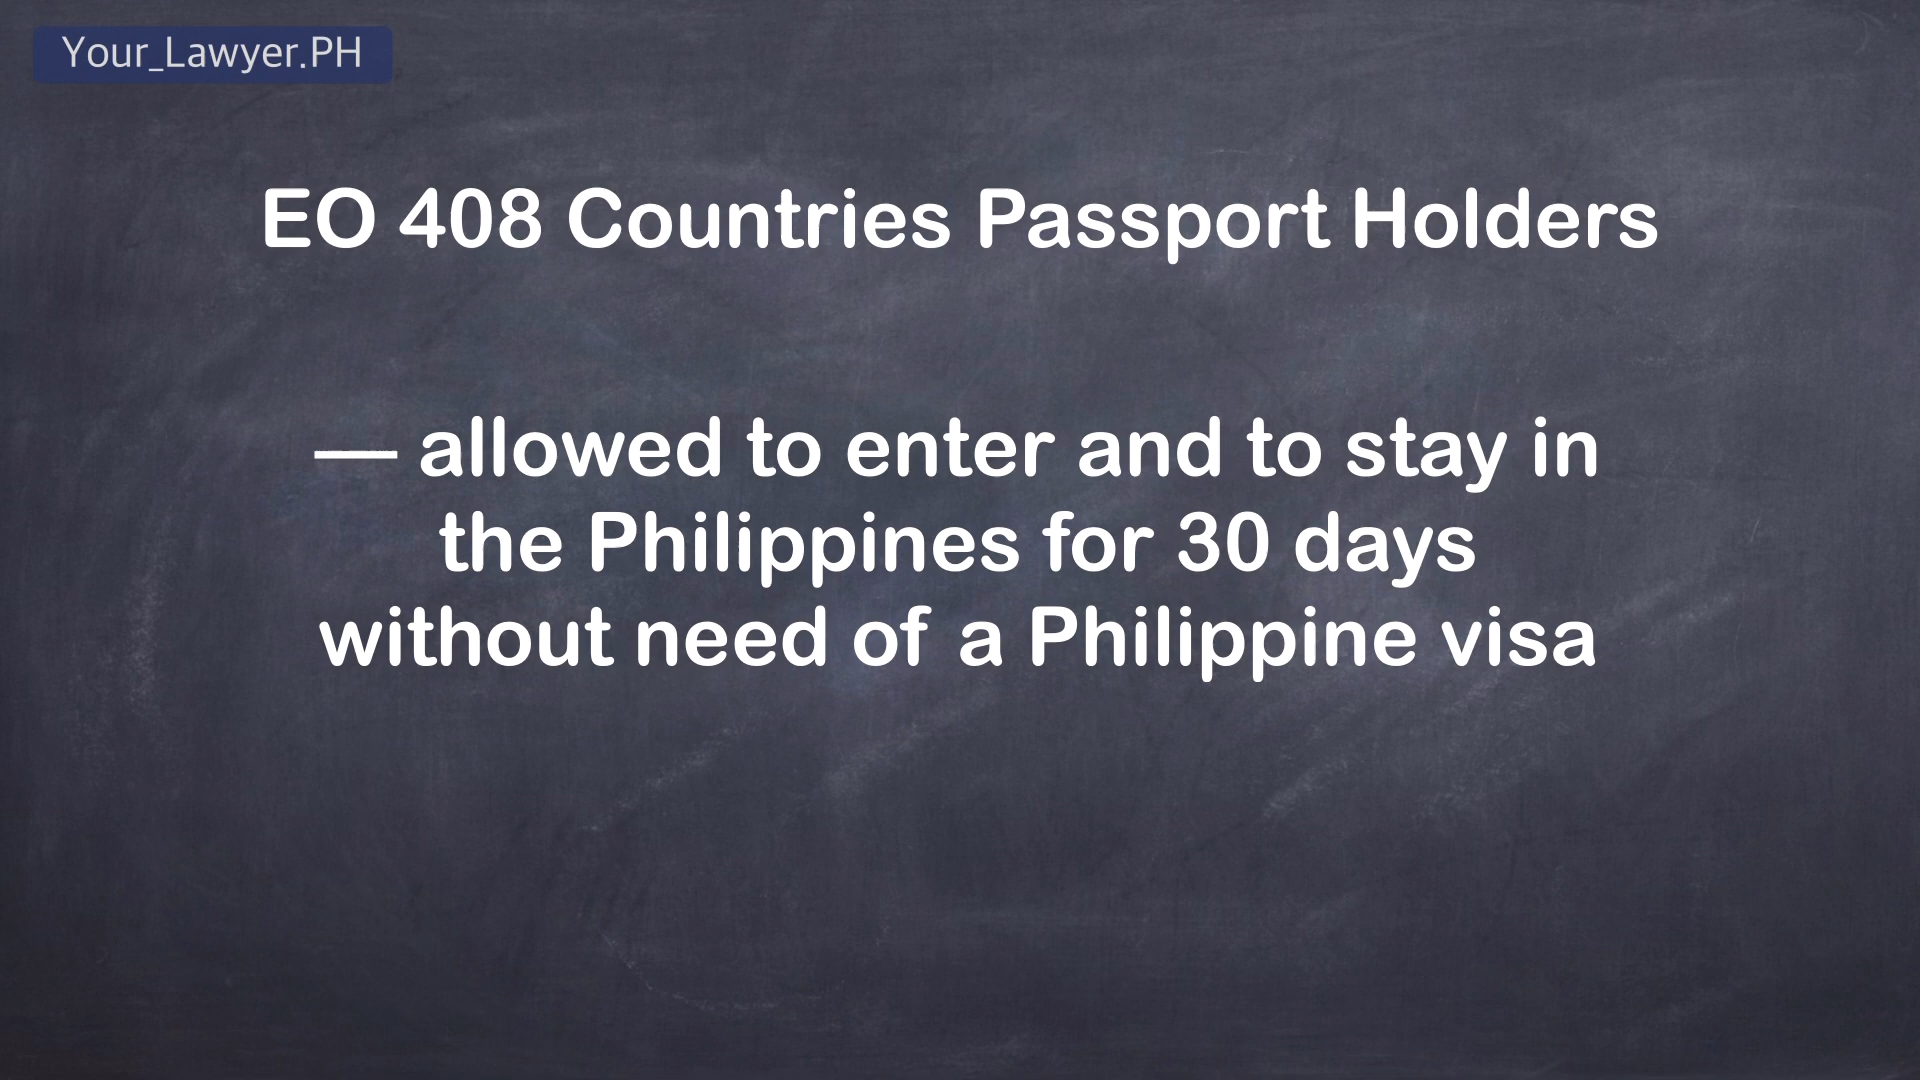 Your_Lawyer.PH
EO 408 Countries Passport Holders
— allowed to enter and to stay in
the Philippines for 30 days
without need of a Philippine visa